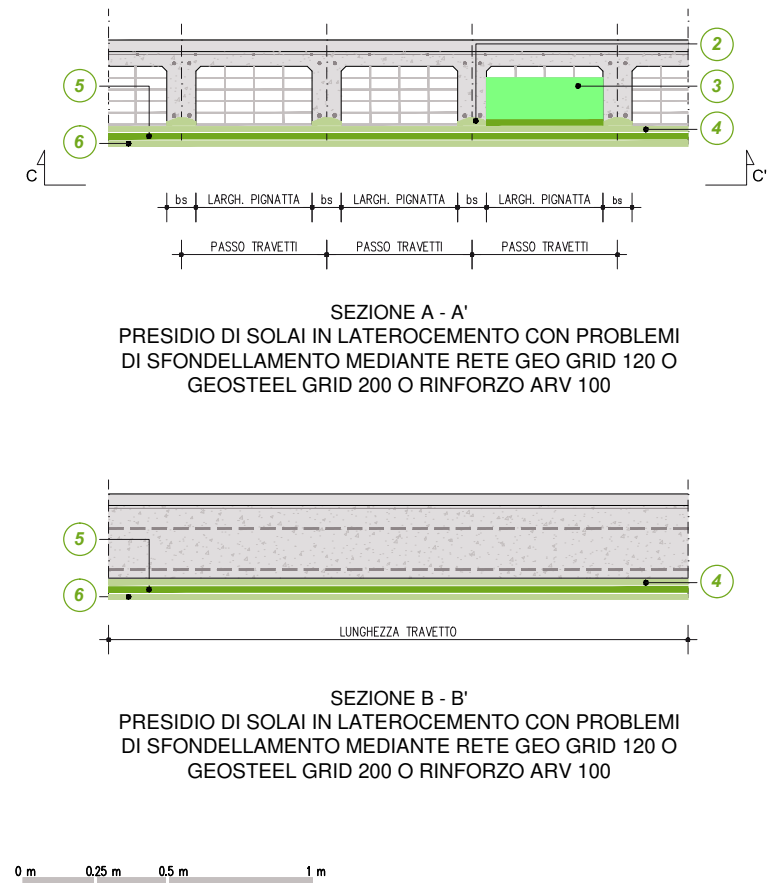 2
5
3
4
6
C
C'
bs LARGH. PIGNATTA bs LARGH. PIGNATTA bs LARGH. PIGNATTA bs
PASSO TRAVETTI PASSO TRAVETTI PASSO TRAVETTI
SEZIONE A - A'
PRESIDIO DI SOLAI IN LATEROCEMENTO CON PROBLEMI
DI SFONDELLAMENTO MEDIANTE RETE GEO GRID 120 O
GEOSTEEL GRID 200 O RINFORZO ARV 100
5
4
6
LUNGHEZZA TRAVETTO
SEZIONE B - B'
PRESIDIO DI SOLAI IN LATEROCEMENTO CON PROBLEMI
DI SFONDELLAMENTO MEDIANTE RETE GEO GRID 120 O
GEOSTEEL GRID 200 O RINFORZO ARV 100
0 m 0.25 m 0.5 m 1 m